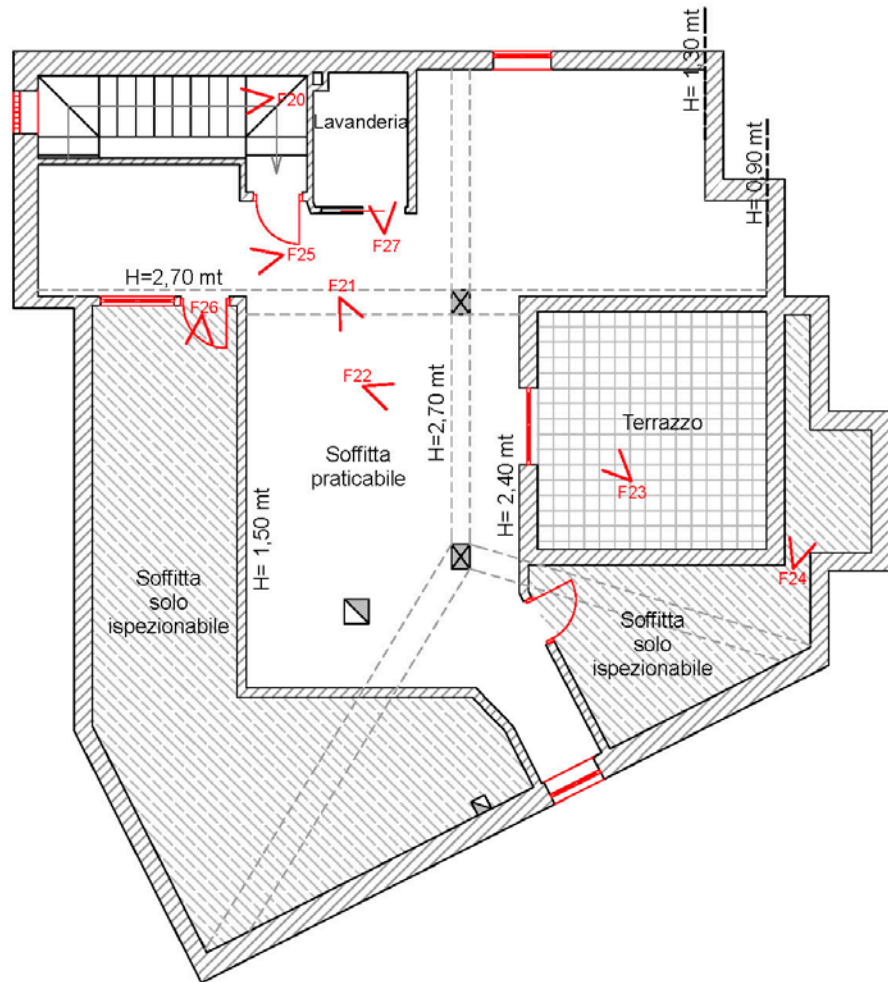 H= 1,30 mt
F20
Lavanderia
H= 0,90 mt
F27
F25
H=2,70 mt
F21
F26
F22
H=2,70 mt
Terrazzo
Soffitta
praticabile
H= 2,40 mt
F23
H= 1,50 mt
F24
Soffitta
solo
ispezionabile
Soffitta
solo
ispezionabile